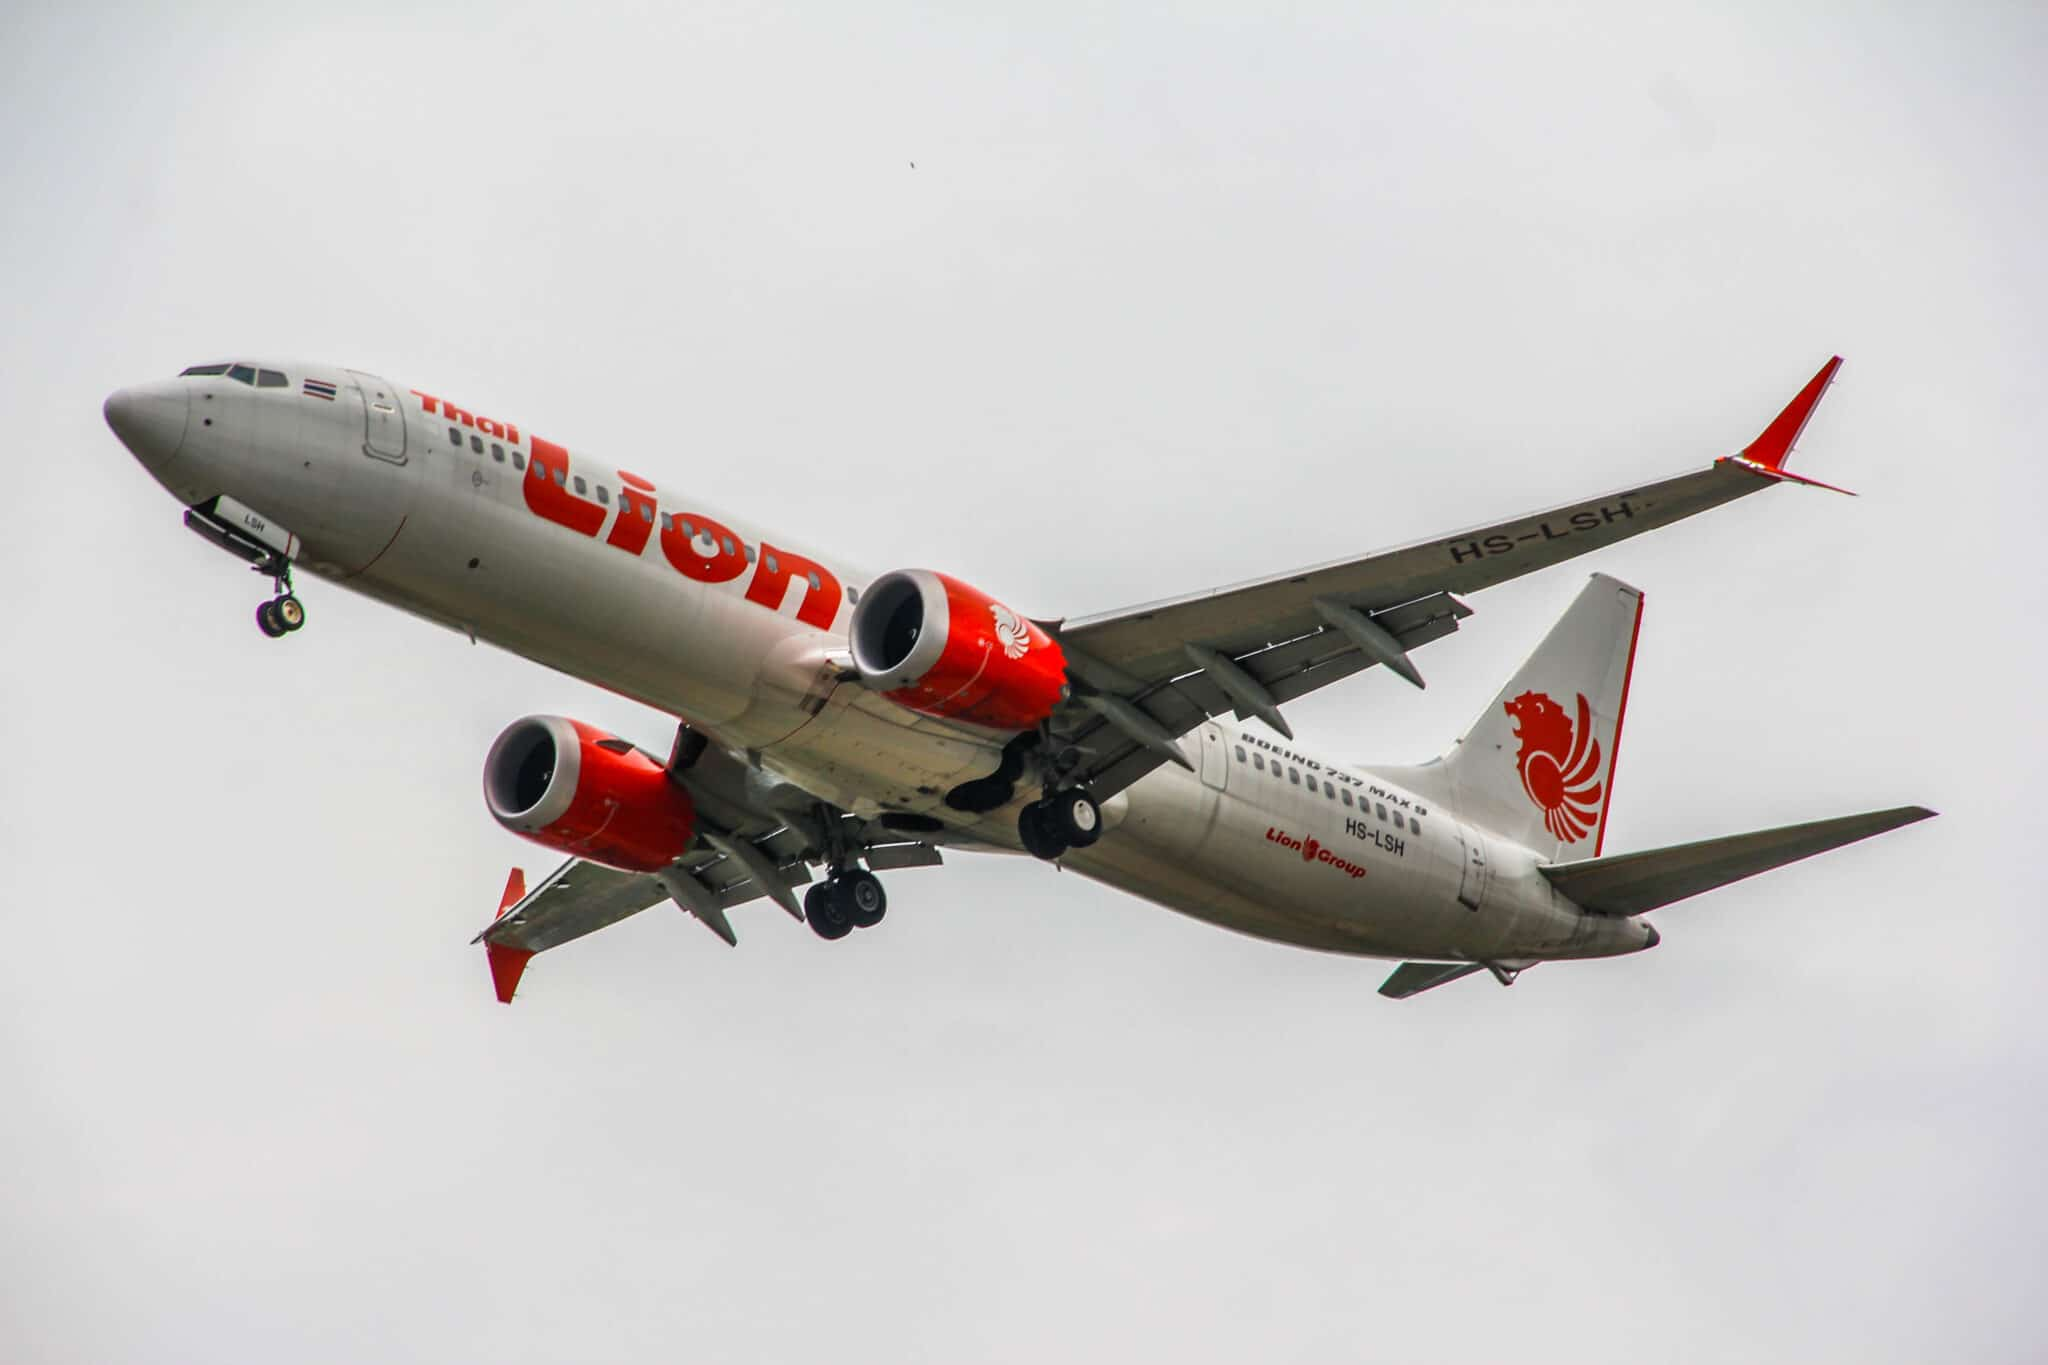 Thai
Lion
LSH
HS-LSH
BOEING 737 MAX 9
HS-LSH
Lion Group